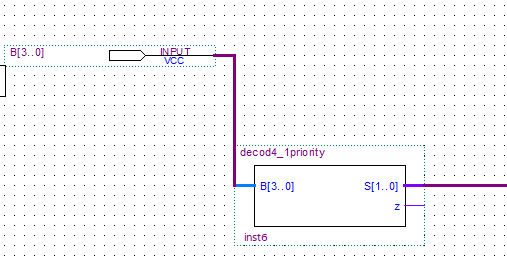 B[3..0]
INPUT
VCC
decod4_1priority
B[3..0]
S[1..0]
z
inst6